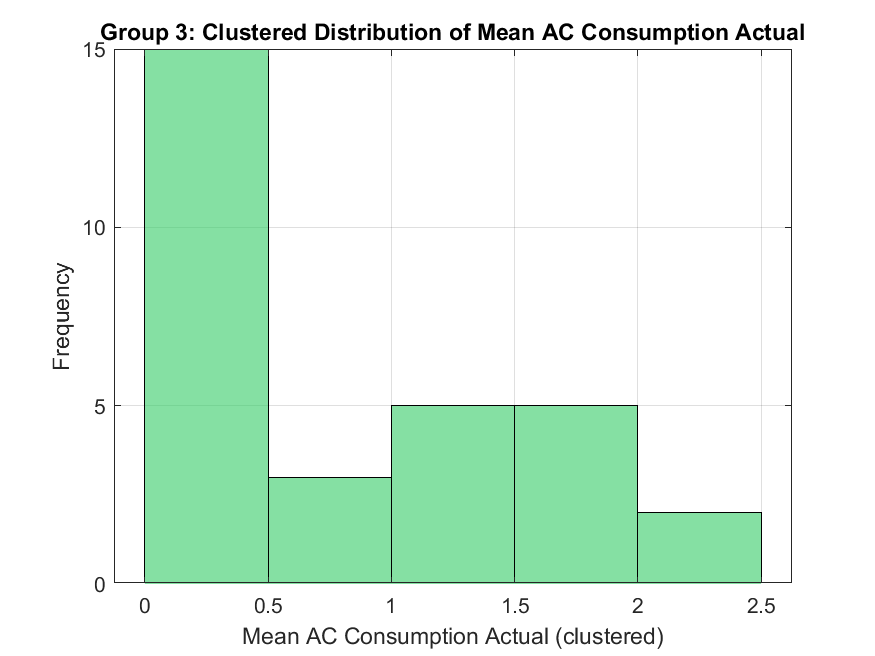 Group 3: Clustered Distribution of Mean AC Consumption Actual
15
10
5
0
Frequency
0 0.5 1 1.5 2 2.5
Mean AC Consumption Actual (clustered)